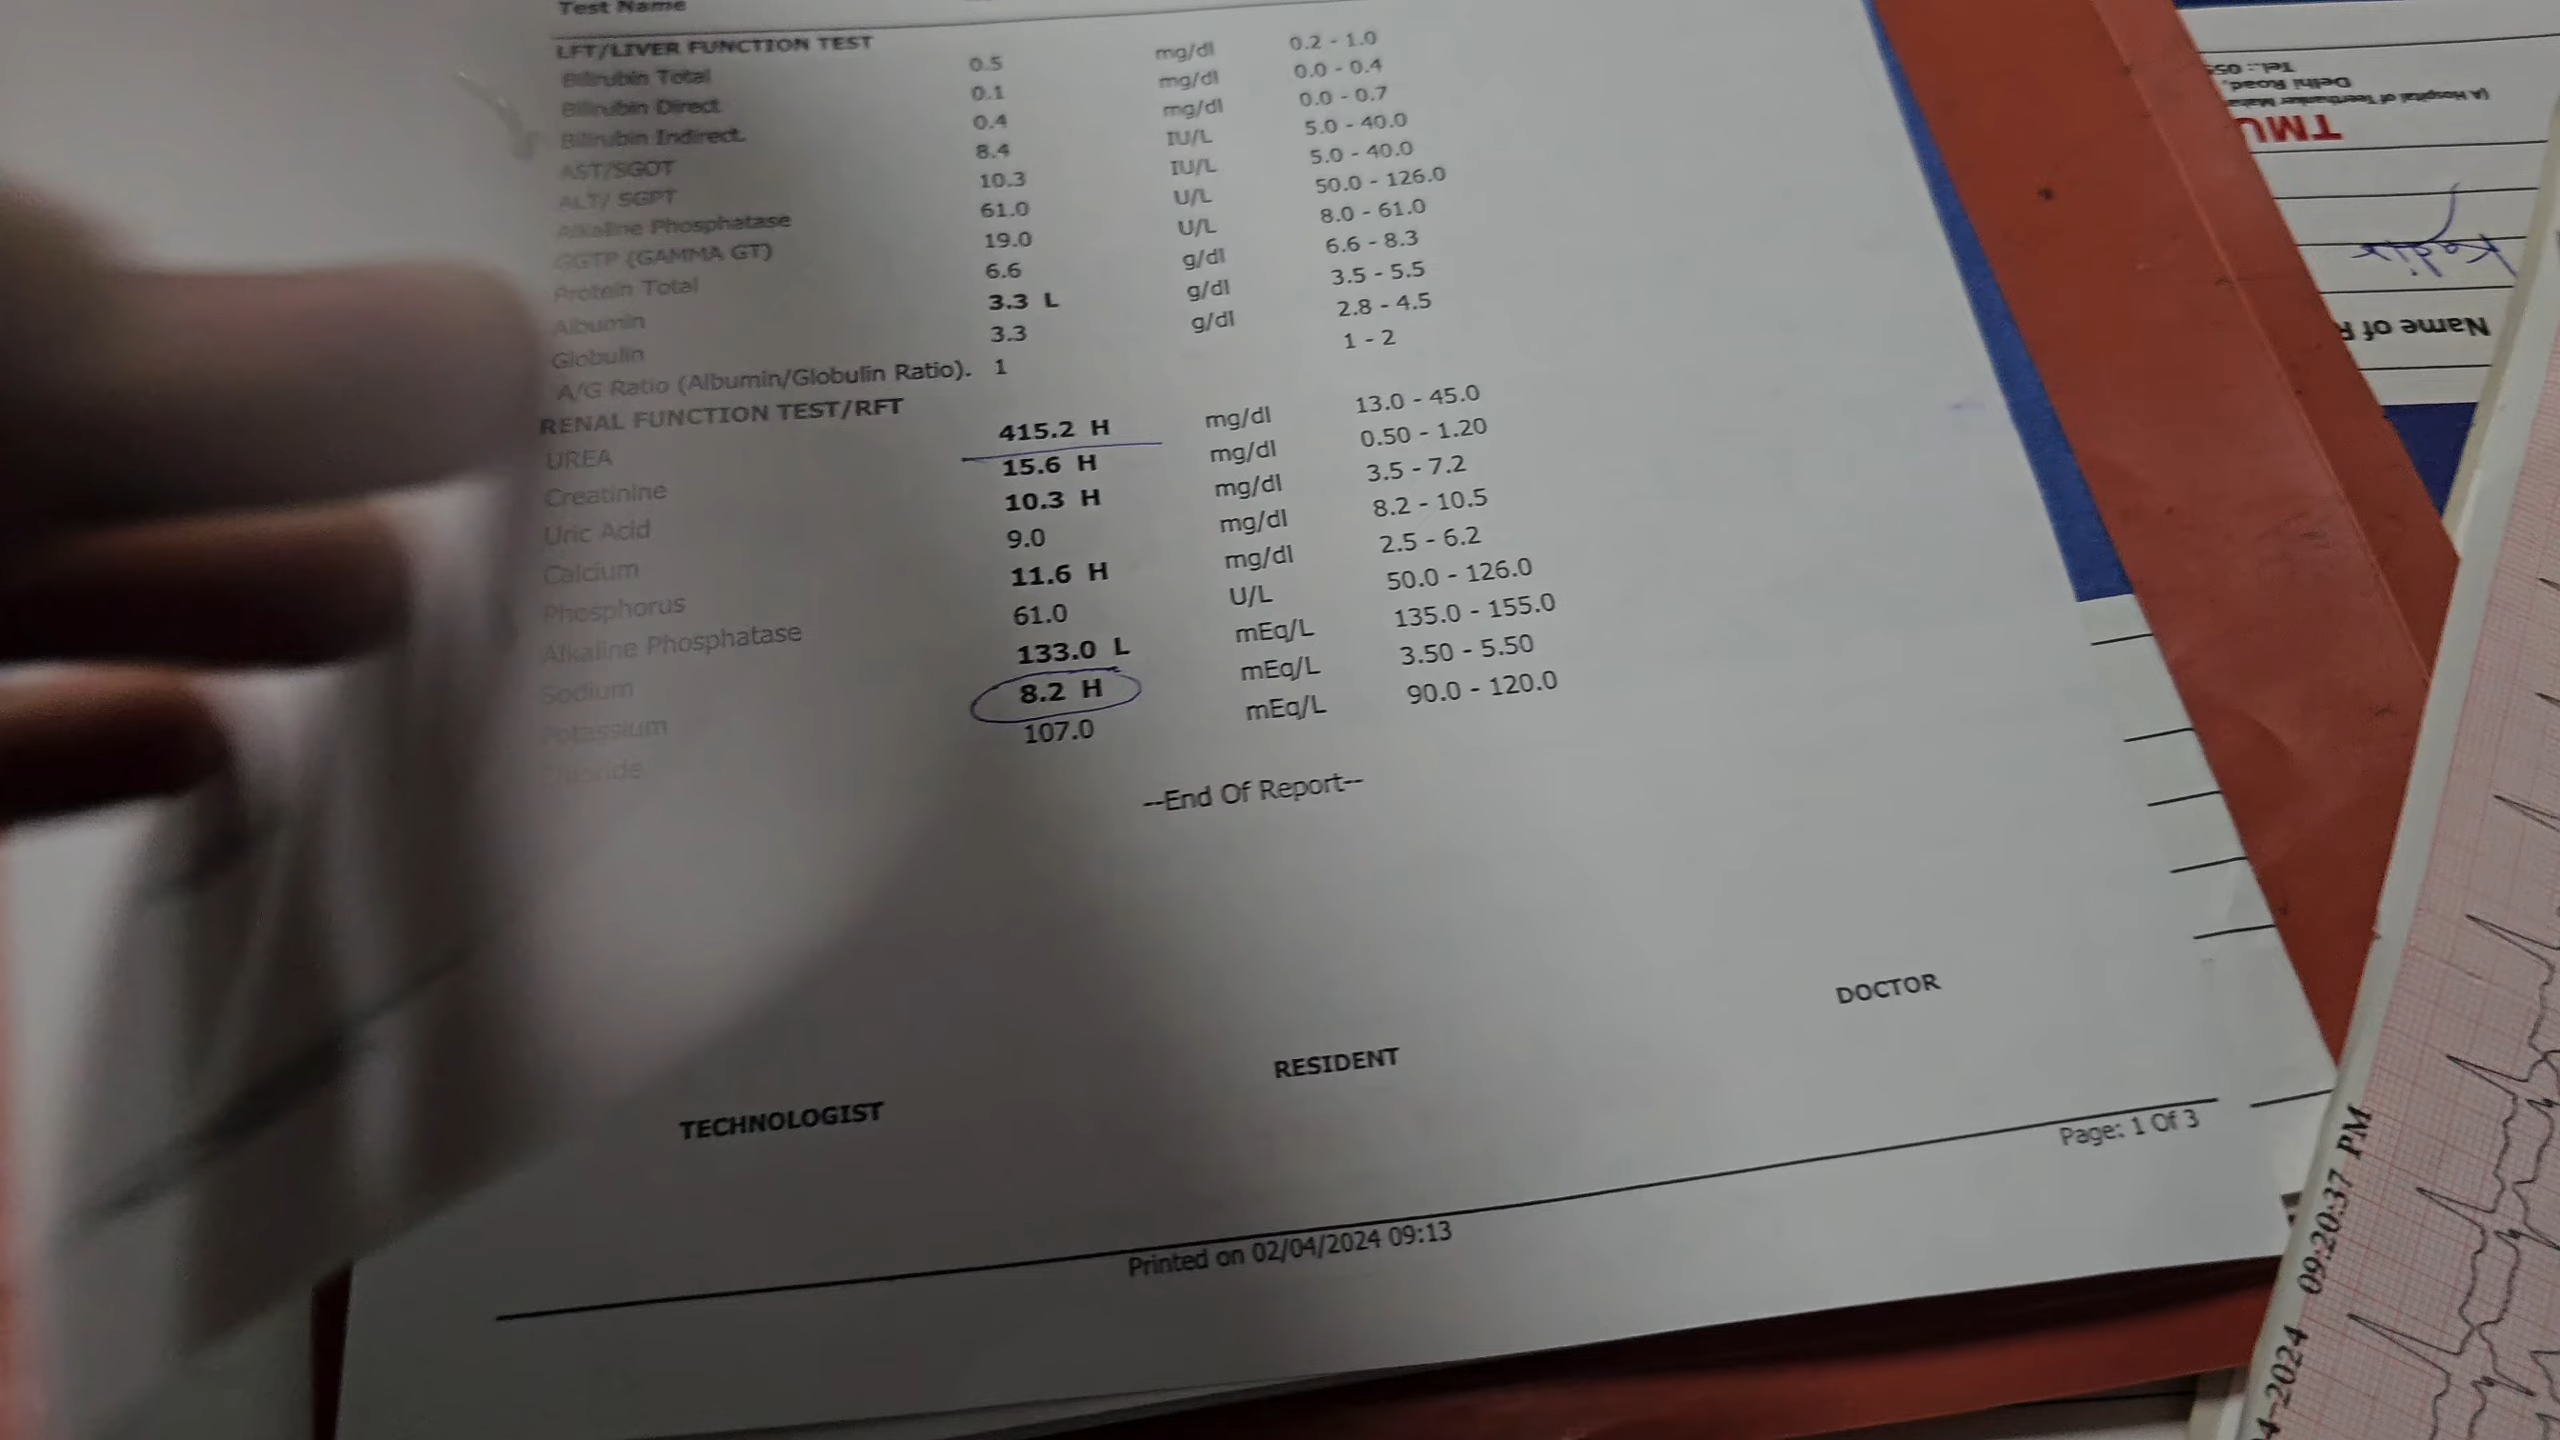 Test Name
LFT/LIVER FUNCTION TEST
Bilirubin Total 0.5 mg/dl 0.2 - 1.0
Bilirubin Direct 0.1 mg/dl 0.0 - 0.4
Bilirubin Indirect. 0.4 mg/dl 0.0 - 0.7
AST/SGOT 8.4 IU/L 5.0 - 40.0
ALT/ SGPT 10.3 IU/L 5.0 - 40.0
Alkaline Phosphatase 61.0 U/L 50.0 - 126.0
GGTP (GAMMA GT) 19.0 U/L 8.0 - 61.0
Protein Total 6.6 g/dl 6.6 - 8.3
Albumin 3.3 L g/dl 3.5 - 5.5
Globulin 3.3 g/dl 2.8 - 4.5
A/G Ratio (Albumin/Globulin Ratio). 1 1 - 2
RENAL FUNCTION TEST/RFT
UREA 415.2 H mg/dl 13.0 - 45.0
Creatinine 15.6 H mg/dl 0.50 - 1.20
Uric Acid 10.3 H mg/dl 3.5 - 7.2
Calcium 9.0 mg/dl 8.2 - 10.5
Phosphorus 11.6 H mg/dl 2.5 - 6.2
Alkaline Phosphatase 61.0 U/L 50.0 - 126.0
Sodium 133.0 L mEq/L 135.0 - 155.0
Potassium 8.2 H mEq/L 3.50 - 5.50
Chloride 107.0 mEq/L 90.0 - 120.0
--End Of Report--
TECHNOLOGIST RESIDENT DOCTOR
Page: 1 Of 3
Printed on 02/04/2024 09:13
TMU
(A Hospital of Teerthanker
Delhi Road,
Tel.: 05
Name of
4-2024 09:20:37 PM